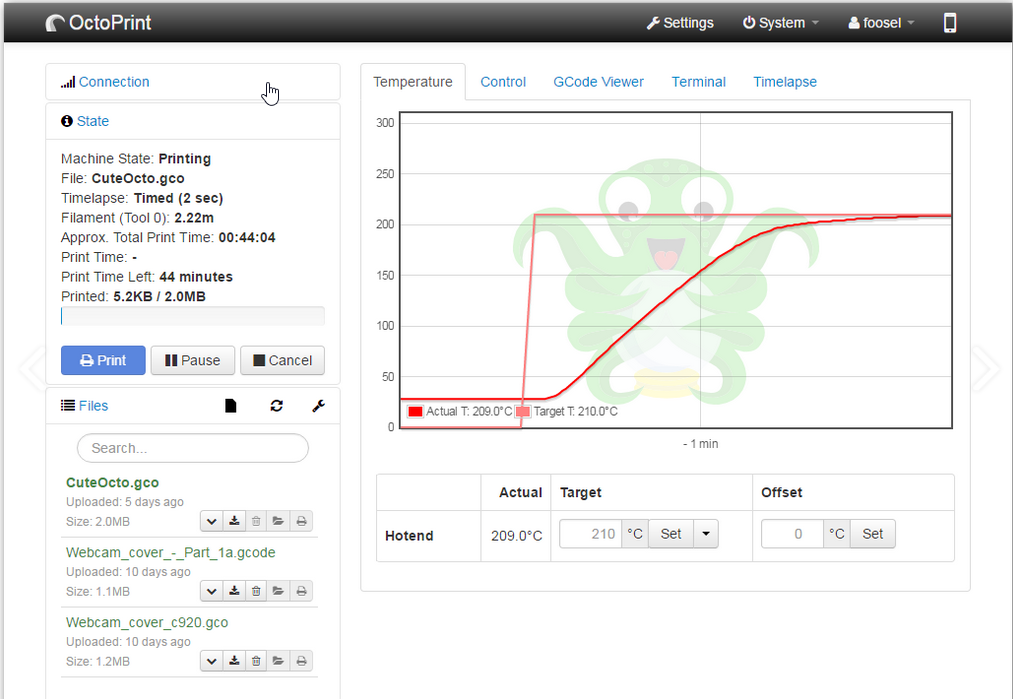 OctoPrint
Settings System foosel
Connection
State
Machine State: Printing
File: CuteOcto.gco
Timelapse: Timed (2 sec)
Filament (Tool 0): 2.22m
Approx. Total Print Time: 00:44:04
Print Time: -
Print Time Left: 44 minutes
Printed: 5.2KB / 2.0MB
Print Pause Cancel
Files
Search...
CuteOcto.gco
Uploaded: 5 days ago
Size: 2.0MB
Webcam_cover_-_Part_1a.gcode
Uploaded: 10 days ago
Size: 1.1MB
Webcam_cover_c920.gco
Uploaded: 10 days ago
Size: 1.2MB
Temperature Control GCode Viewer Terminal Timelapse
300
250
200
150
100
50
0
Actual T: 209.0°C Target T: 210.0°C
- 1 min
Actual Target Offset
Hotend 209.0°C 210 °C Set 0 °C Set